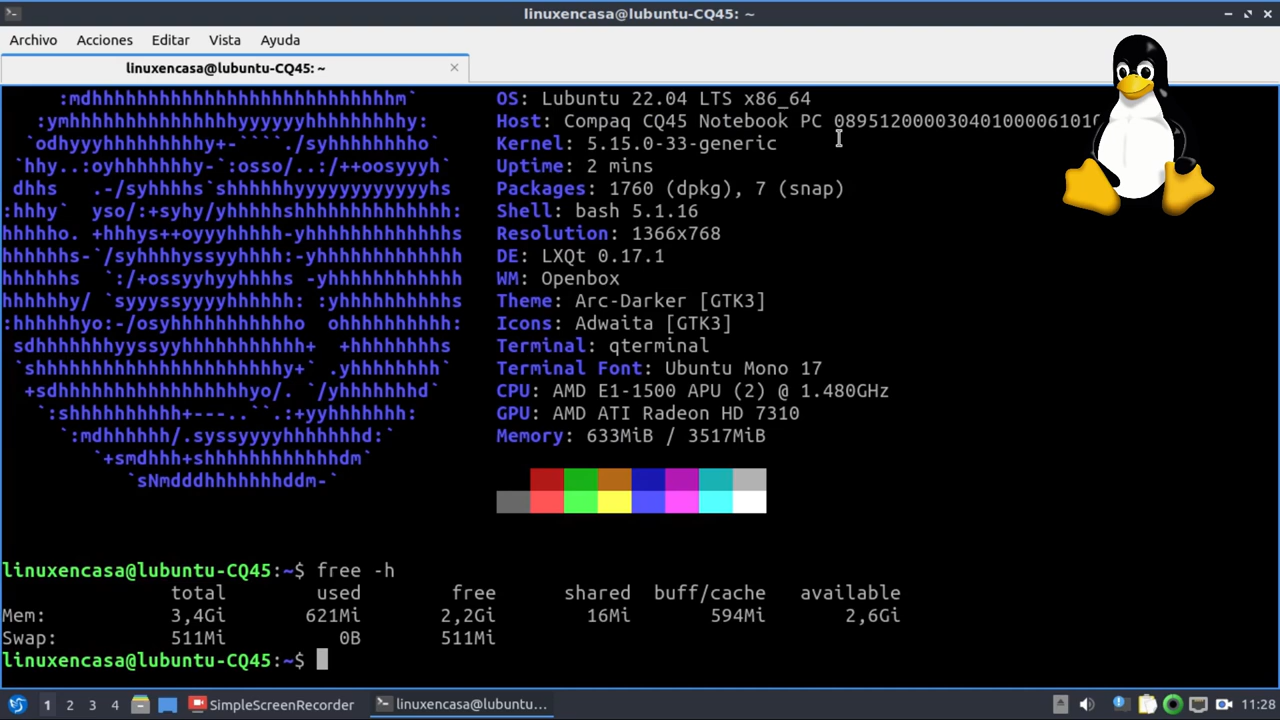 linuxencasa@lubuntu-CQ45: ~
Archivo Acciones Editar Vista Ayuda
linuxencasa@lubuntu-CQ45: ~
OS: Lubuntu 22.04 LTS x86_64
Host: Compaq CQ45 Notebook PC
Kernel: 5.15.0-33-generic
Uptime: 2 mins
Packages: 1760 (dpkg), 7 (snap)
Shell: bash 5.1.16
Resolution: 1366x768
DE: LXQt 0.17.1
WM: Openbox
Theme: Arc-Darker [GTK3]
Icons: Adwaita [GTK3]
Terminal: qterminal
Terminal Font: Ubuntu Mono 17
CPU: AMD E1-1500 APU (2) @ 1.480GHz
GPU: AMD ATI Radeon HD 7310
Memory: 633MiB / 3517MiB
linuxencasa@lubuntu-CQ45:~$ free -h
total used free shared buff/cache available
Mem: 3,4Gi 621Mi 2,2Gi 16Mi 594Mi 2,6Gi
Swap: 511Mi 0B 511Mi
linuxencasa@lubuntu-CQ45:~$
1 2 3 4 SimpleScreenRecorder linuxencasa@lubuntu... 11:28